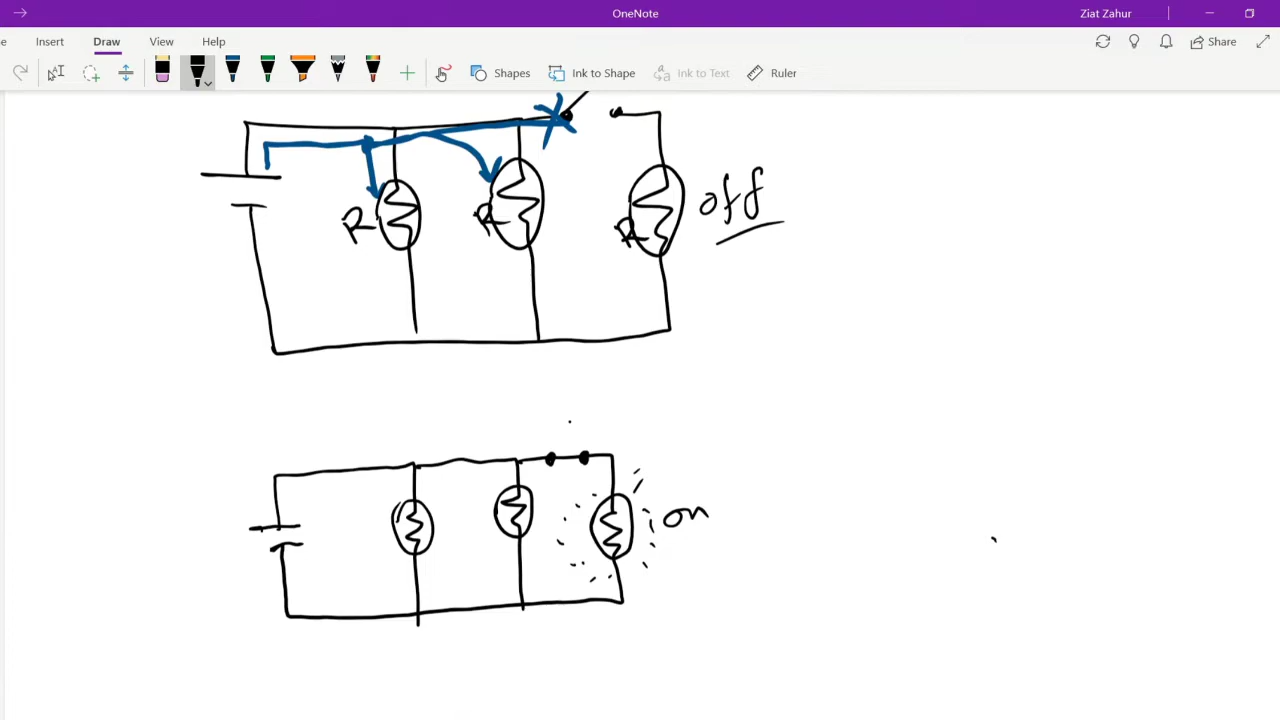 OneNote
Ziat Zahur
Insert Draw View Help
Share
Shapes Ink to Shape Ink to Text Ruler
R R R off
on